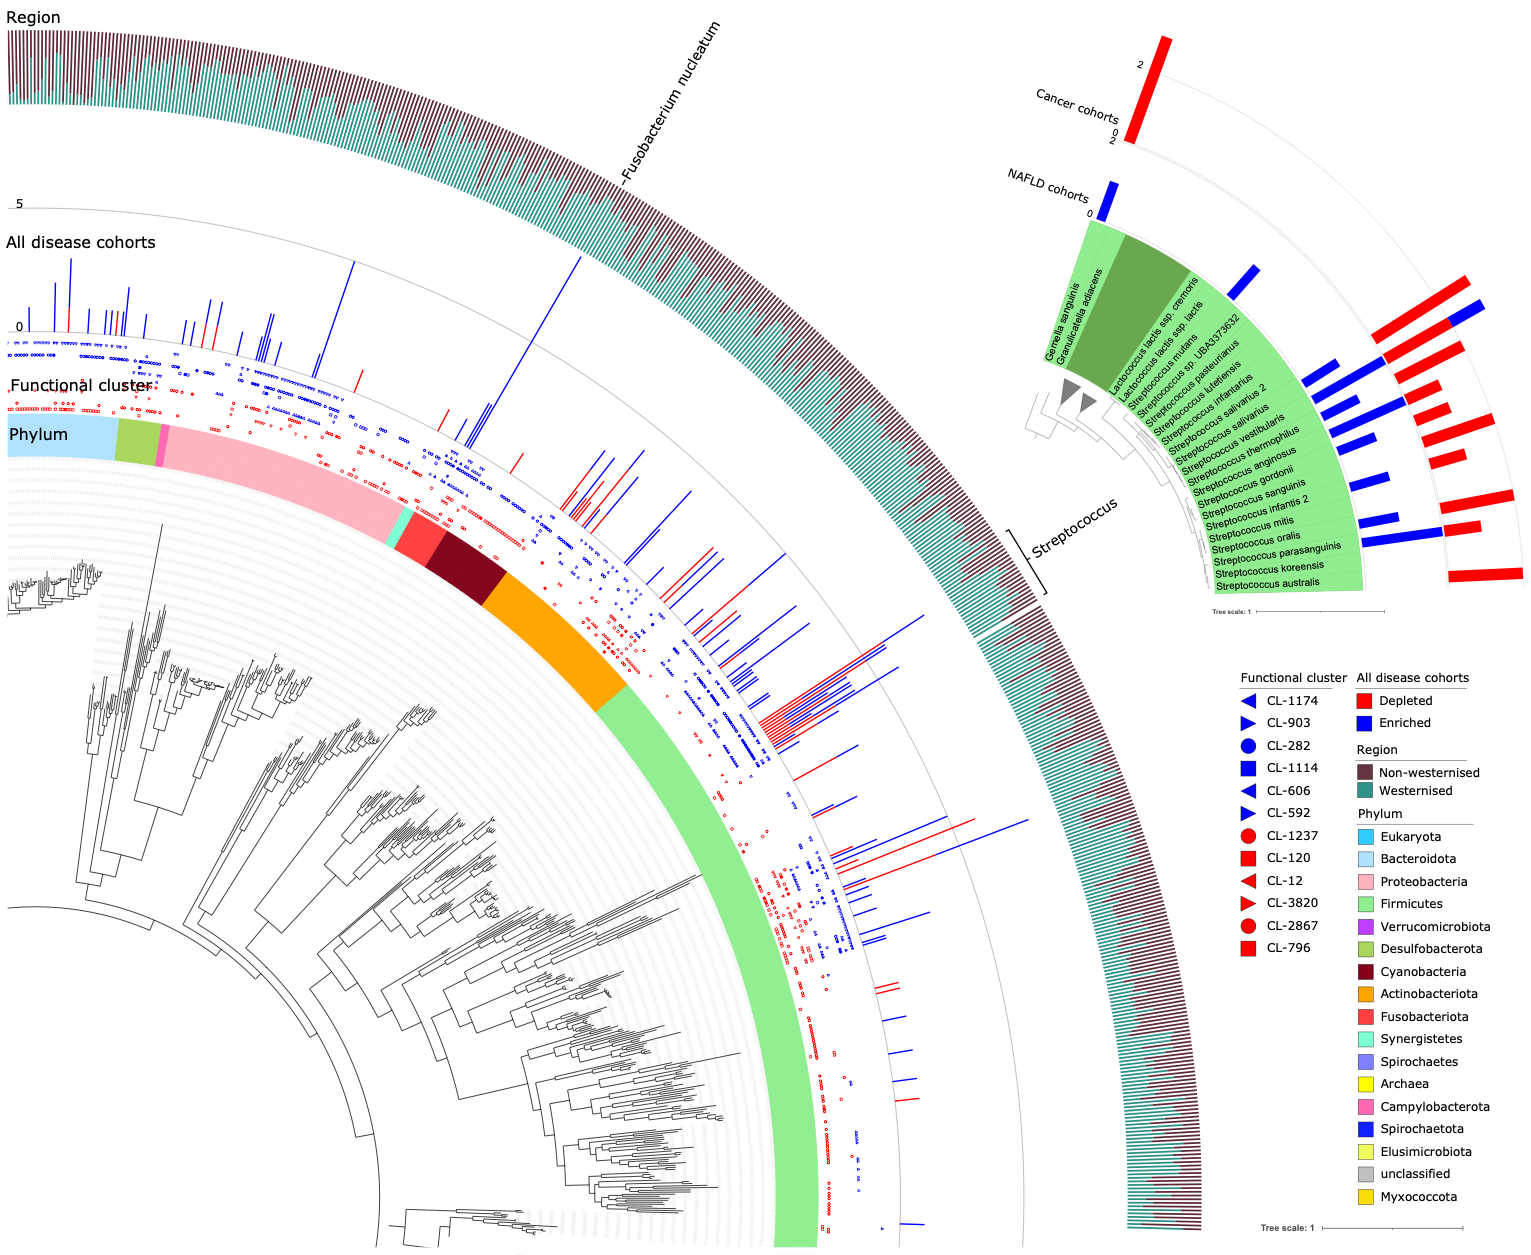 Region
Fusobacterium nucleatum
5
All disease cohorts
0
Functional cluster
Phylum
Streptococcus
2
Cancer cohorts
0
2
NAFLD cohorts
0
Gemella sanguinis
Granulicatella adiacens
Lactococcus lactis ssp. cremoris
Lactococcus lactis ssp. lactis
Streptococcus mutans
Streptococcus sp. UBA3373632
Streptococcus pasteurianus
Streptococcus lutetiensis
Streptococcus infantarius
Streptococcus salivarius 2
Streptococcus salivarius
Streptococcus vestibularis
Streptococcus thermophilus
Streptococcus anginosus
Streptococcus gordonii
Streptococcus sanguinis
Streptococcus infantis 2
Streptococcus mitis
Streptococcus oralis
Streptococcus parasanguinis
Streptococcus koreensis
Streptococcus australis
Tree scale: 1
Functional cluster
CL-1174
CL-903
CL-282
CL-1114
CL-606
CL-592
CL-1237
CL-120
CL-12
CL-3820
CL-2867
CL-796
All disease cohorts
Depleted
Enriched
Region
Non-westernised
Westernised
Phylum
Eukaryota
Bacteroidota
Proteobacteria
Firmicutes
Verrucomicrobiota
Desulfobacterota
Cyanobacteria
Actinobacteriota
Fusobacteriota
Synergistetes
Spirochaetes
Archaea
Campylobacterota
Spirochaetota
Elusimicrobiota
unclassified
Myxococcota
Tree scale: 1